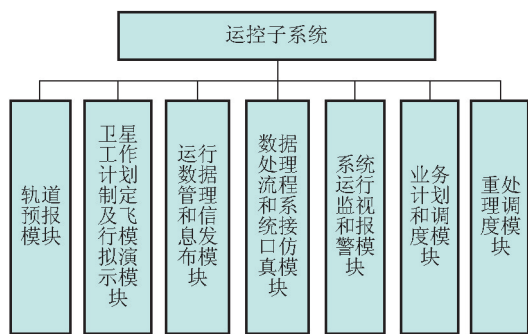 运控子系统
轨道预报模块
卫星工作计划制定及飞行模拟演示模块
运行数据管理和信息发布模块
数据处理流程和系统接口仿真模块
系统运行监视和报警模块
业务计划和调度模块
重处理调度模块